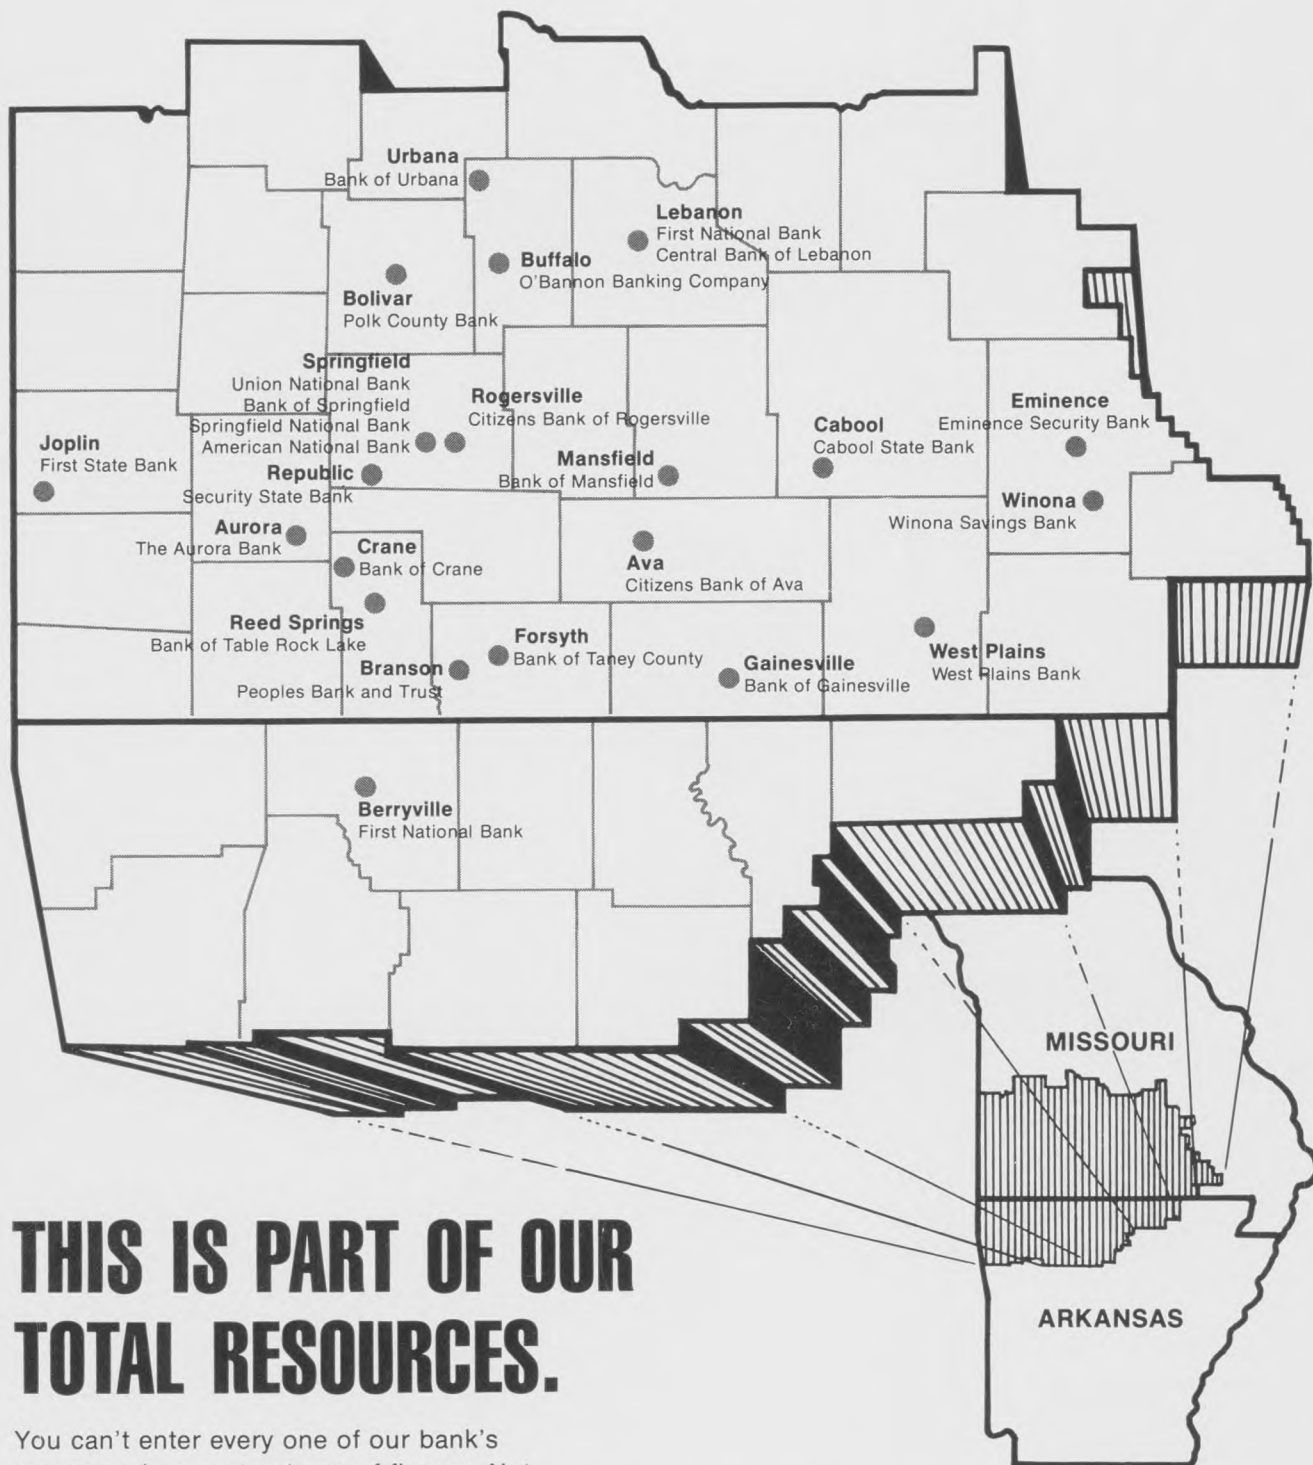 Urbana
Bank of Urbana
Lebanon
First National Bank
Central Bank of Lebanon
Buffalo
O'Bannon Banking Company
Bolivar
Polk County Bank
Springfield
Union National Bank
Bank of Springfield
Springfield National Bank
American National Bank
Rogersville
Citizens Bank of Rogersville
Cabool
Cabool State Bank
Eminence
Eminence Security Bank
Joplin
First State Bank
Republic
Security State Bank
Mansfield
Bank of Mansfield
Winona
Winona Savings Bank
Aurora
The Aurora Bank
Crane
Bank of Crane
Ava
Citizens Bank of Ava
Reed Springs
Bank of Table Rock Lake
Forsyth
Bank of Taney County
Branson
Peoples Bank and Trust
Gainesville
Bank of Gainesville
West Plains
West Plains Bank
Berryville
First National Bank
MISSOURI
ARKANSAS
THIS IS PART OF OUR
TOTAL RESOURCES.
You can't enter every one of our bank's